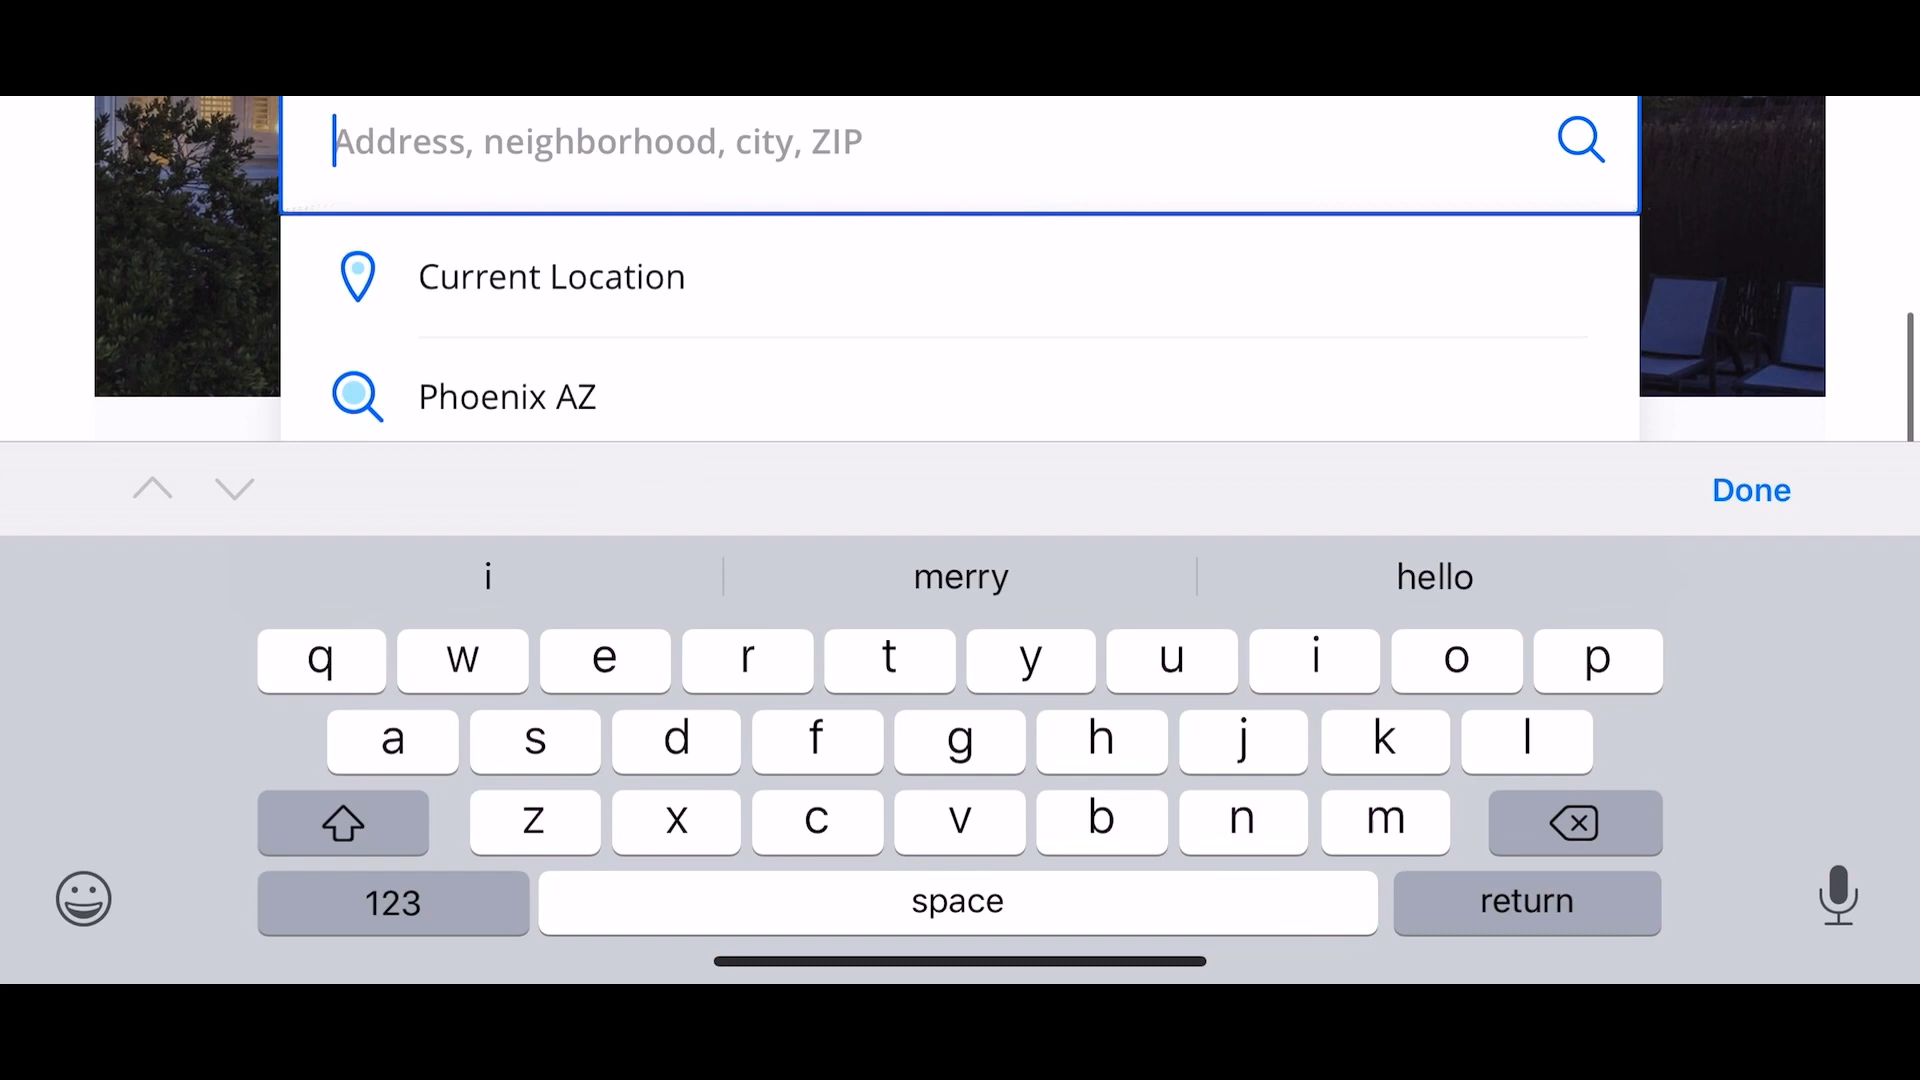 Address, neighborhood, city, ZIP
Current Location
Phoenix AZ
Done
i merry hello
q w e r t y u i o p
a s d f g h j k l
z x c v b n m
123 space return